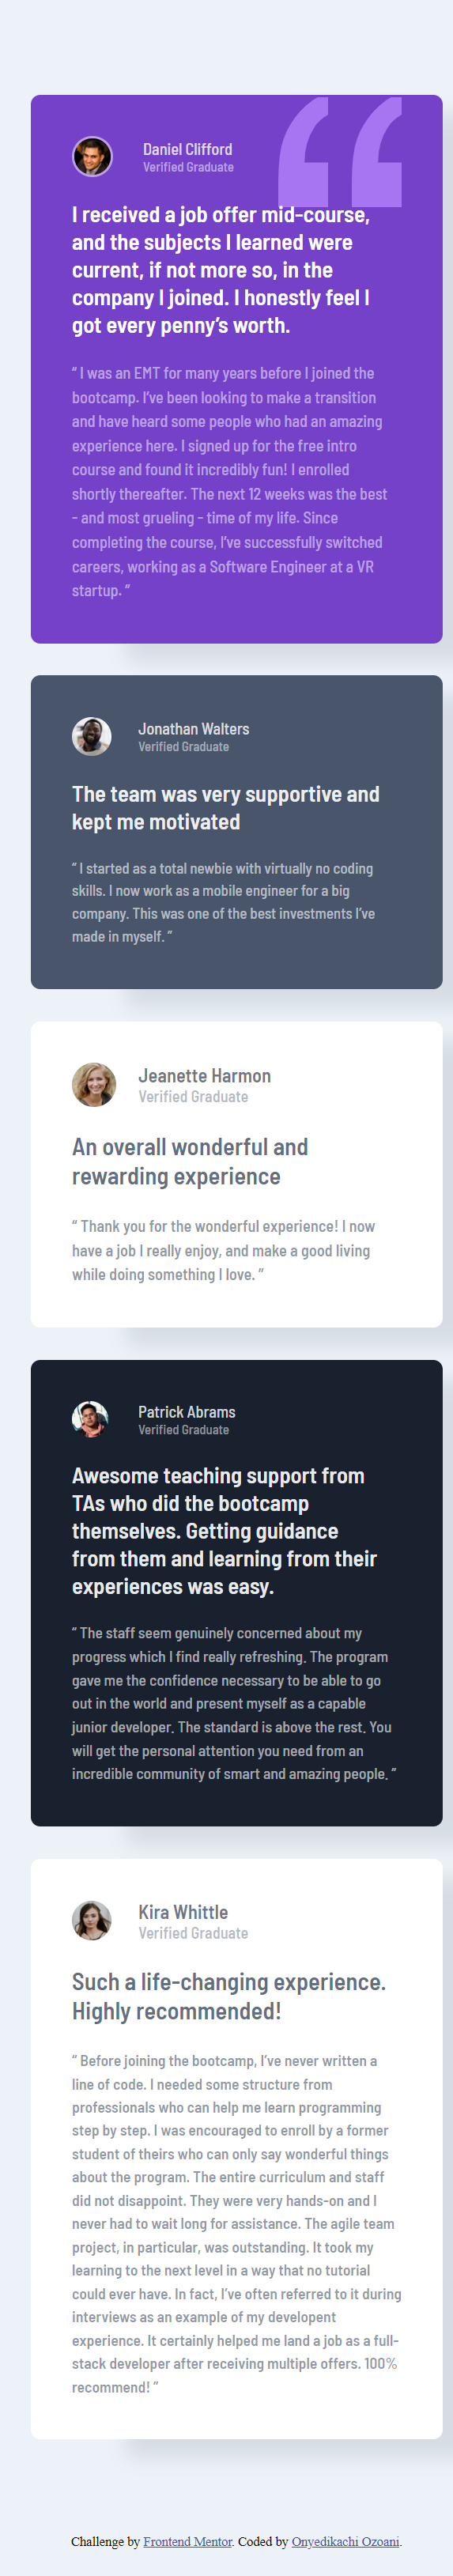 Daniel Clifford
Verified Graduate
I received a job offer mid-course,
and the subjects I learned were
current, if not more so, in the
company I joined. I honestly feel I
got every penny’s worth.
“ I was an EMT for many years before I joined the
bootcamp. I’ve been looking to make a transition
and have heard some people who had an amazing
experience here. I signed up for the free intro
course and found it incredibly fun! I enrolled
shortly thereafter. The next 12 weeks was the best
- and most grueling - time of my life. Since
completing the course, I’ve successfully switched
careers, working as a Software Engineer at a VR
startup. ”
Jonathan Walters
Verified Graduate
The team was very supportive and
kept me motivated
“ I started as a total newbie with virtually no coding
skills. I now work as a mobile engineer for a big
company. This was one of the best investments I’ve
made in myself. ”
Jeanette Harmon
Verified Graduate
An overall wonderful and
rewarding experience
“ Thank you for the wonderful experience! I now
have a job I really enjoy, and make a good living
while doing something I love. ”
Patrick Abrams
Verified Graduate
Awesome teaching support from
TAs who did the bootcamp
themselves. Getting guidance
from them and learning from their
experiences was easy.
“ The staff seem genuinely concerned about my
progress which I find really refreshing. The program
gave me the confidence necessary to be able to go
out in the world and present myself as a capable
junior developer. The standard is above the rest. You
will get the personal attention you need from an
incredible community of smart and amazing people. ”
Kira Whittle
Verified Graduate
Such a life-changing experience.
Highly recommended!
“ Before joining the bootcamp, I’ve never written a
line of code. I needed some structure from
professionals who can help me learn programming
step by step. I was encouraged to enroll by a former
student of theirs who can only say wonderful things
about the program. The entire curriculum and staff
did not disappoint. They were very hands-on and I
never had to wait long for assistance. The agile team
project, in particular, was outstanding. It took my
learning to the next level in a way that no tutorial
could ever have. In fact, I’ve often referred to it during
interviews as an example of my developent
experience. It certainly helped me land a job as a full-
stack developer after receiving multiple offers. 100%
recommend! ”
Challenge by Frontend Mentor. Coded by Onyedikachi Ozoani.